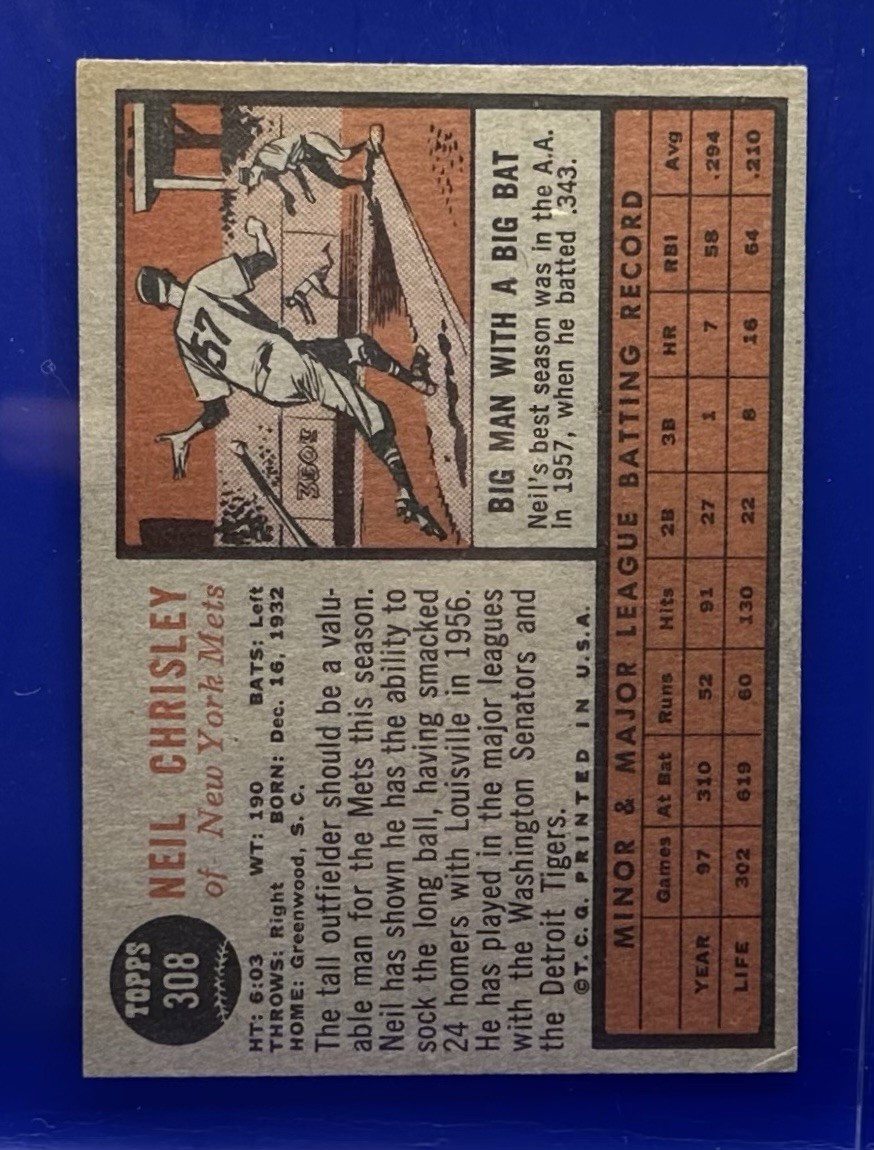 TOPPS
308
NEIL CHRISLEY
of New York Mets
HT: 6:03 WT: 190 BATS: Left
THROWS: Right BORN: Dec. 16, 1932
HOME: Greenwood, S. C.
The tall outfielder should be a valu-
able man for the Mets this season.
Neil has shown he has the ability to
sock the long ball, having smacked
24 homers with Louisville in 1956.
He has played in the major leagues
with the Washington Senators and
the Detroit Tigers.
©T. C. G. PRINTED IN U. S. A.
57
BIG MAN WITH A BIG BAT
Neil's best season was in the A.A.
In 1957, when he batted .343.
MINOR & MAJOR LEAGUE BATTING RECORD
Games At Bat Runs Hits 2B 3B HR RBI Avg
YEAR 97 310 52 91 27 1 7 58 .294
LIFE 302 619 60 130 22 8 16 64 .210